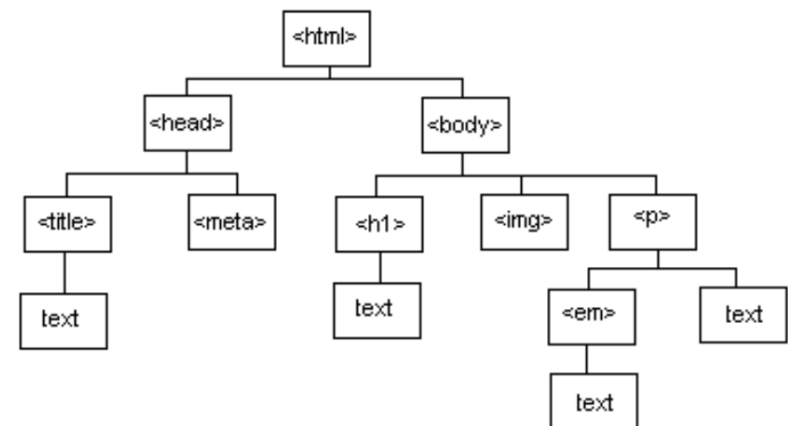 <html>
<head>
<body>
<title>
<meta>
<h1>
<img>
<p>
text
text
<em>
text
text